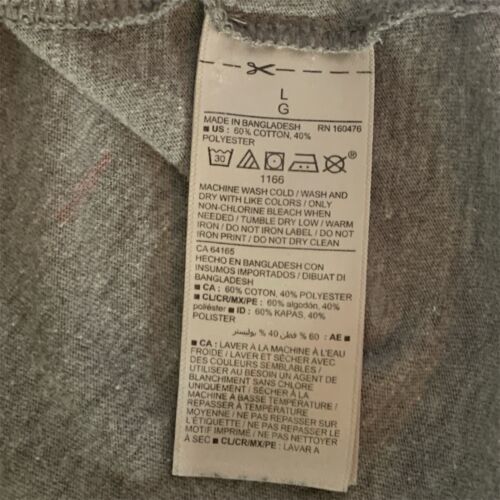 L
G
MADE IN BANGLADESH RN 160476
■ US: 60% COTTON, 40%
POLYESTER
30
®
1166
MACHINE WASH COLD / WASH AND
DRY WITH LIKE COLORS / ONLY
NON-CHLORINE BLEACH WHEN
NEEDED / TUMBLE DRY LOW / WARM
IRON / DO NOT IRON LABEL / DO NOT
IRON PRINT / DO NOT DRY CLEAN
CA 64165
HECHO EN BANGLADESH CON
INSUMOS IMPORTADOS / DIBUAT DI
BANGLADESH
■ CA: 60% COTON, 40% POLYESTER
■ CL/CR/MX/PE: 60% algodón, 40%
poliéster ■ ID: 60% KAPAS, 40%
POLISTER
■ AE: 60 % قطن 40 % بوليستر
■ CA: LAVER À LA MACHINE À L'EAU
FROIDE / LAVER ET SÉCHER AVEC
DES COULEURS SEMBLABLES /
UTILISER AU BESOIN UN AGENT DE
BLANCHIMENT SANS CHLORE
UNIQUEMENT / SÉCHER À LA
MACHINE À BASSE TEMPÉRATURE /
REPASSER À TEMPÉRATURE
MOYENNE / NE PAS REPASSER
L'ÉTIQUETTE / NE PAS REPASSER LE
MOTIF IMPRIMÉ / NE PAS NETTOYER
À SEC ■ CL/CR/MX/PE: LAVAR A